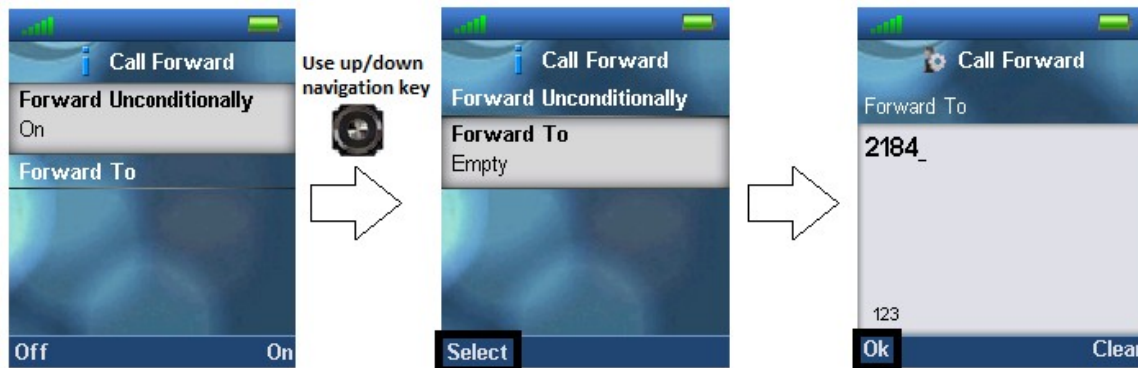 Call Forward
Forward Unconditionally
On
Forward To
Off On
Use up/down
navigation key
Call Forward
Forward Unconditionally
Forward To
Empty
Select
Call Forward
Forward To
2184_
123
Ok Clear